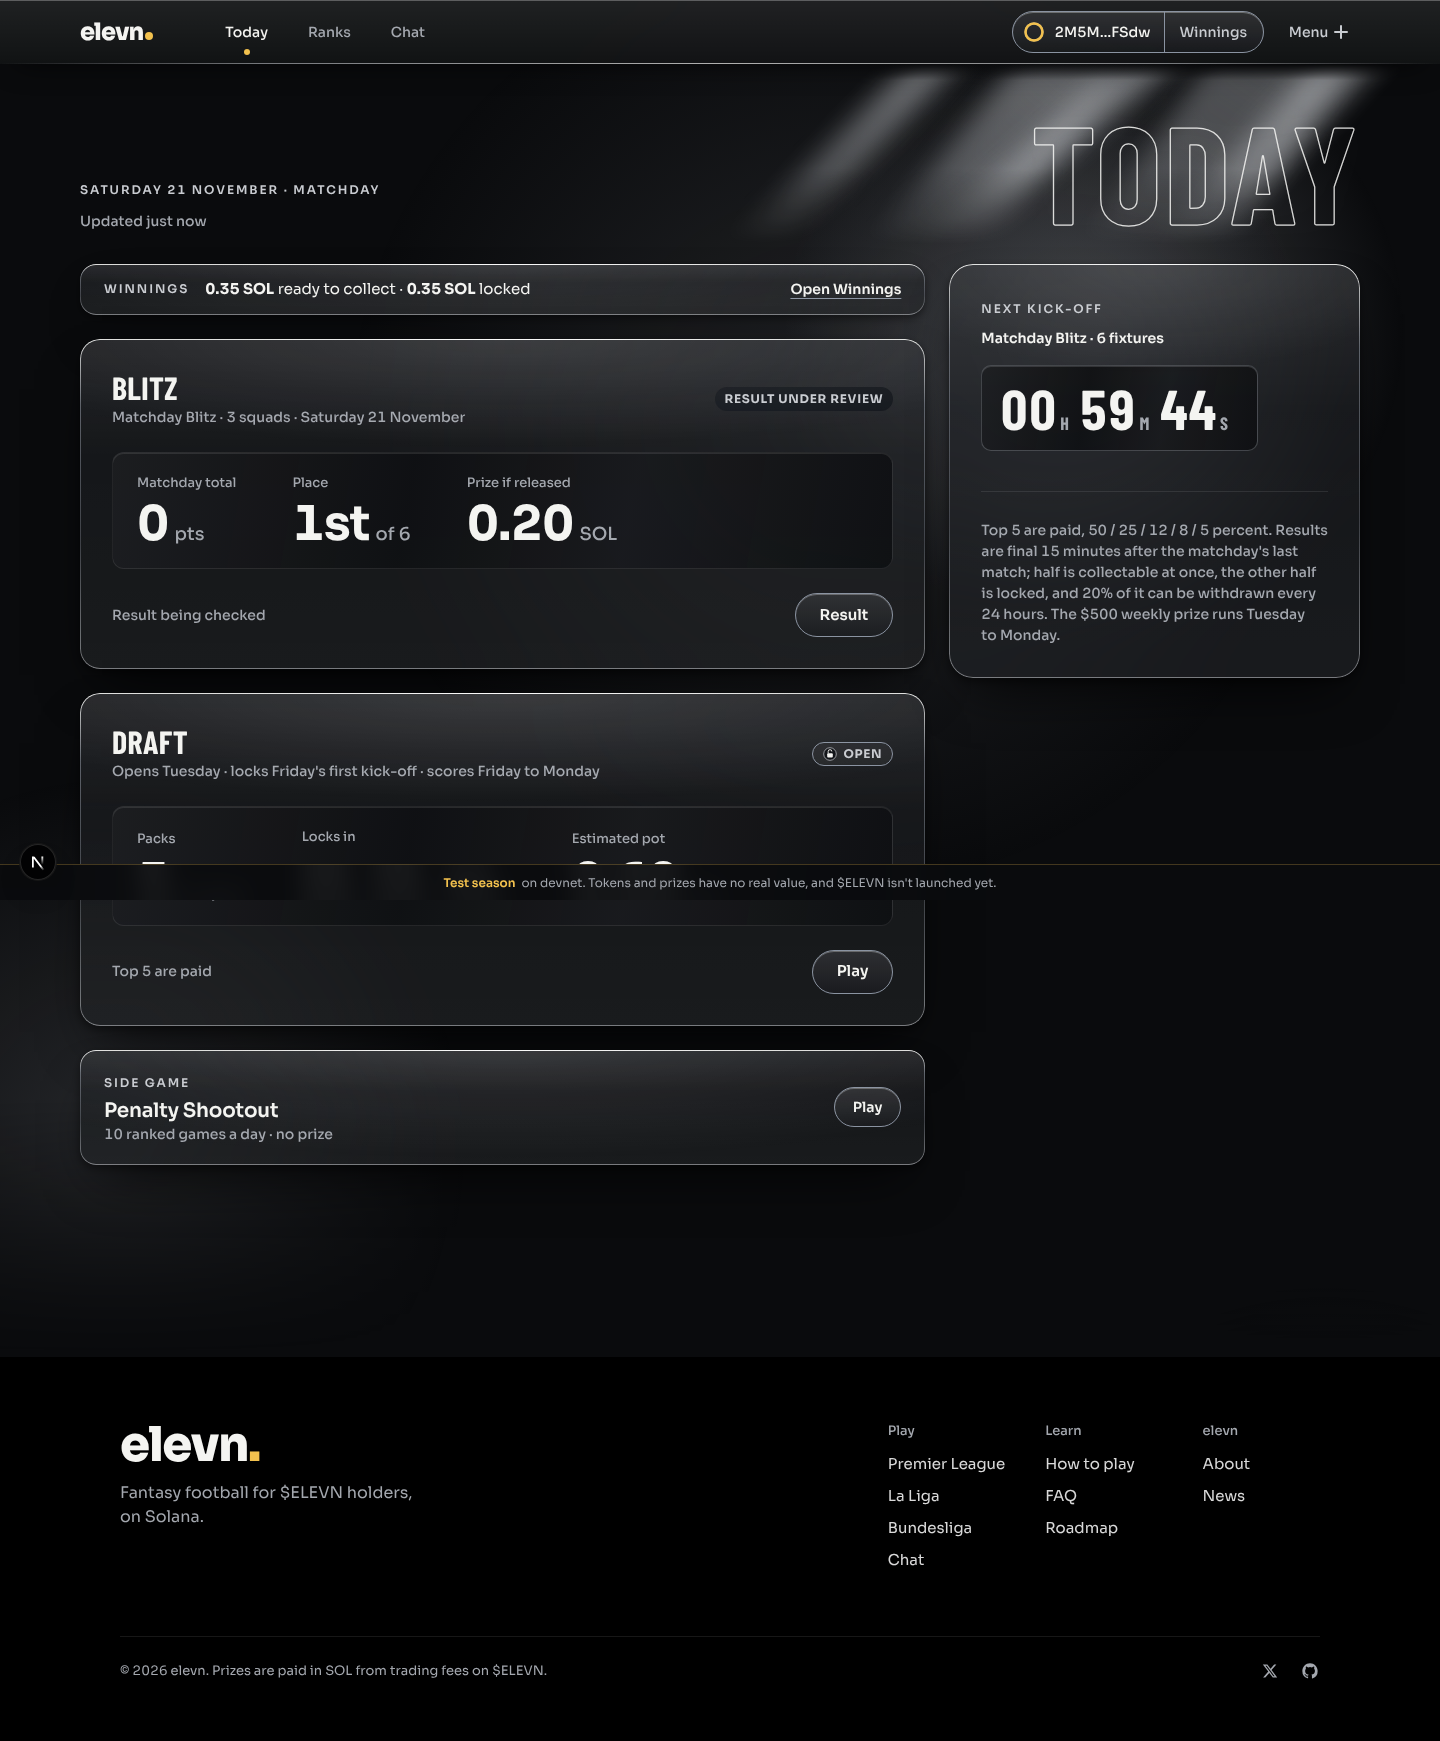 elevn.
Today
Ranks
Chat
2M5M...FSdw
Winnings
Menu
TODAY
SATURDAY 21 NOVEMBER · MATCHDAY
Updated just now
WINNINGS 0.35 SOL ready to collect · 0.35 SOL locked
Open Winnings
BLITZ
Matchday Blitz · 3 squads · Saturday 21 November
RESULT UNDER REVIEW
Matchday total
0 pts
Place
1st of 6
Prize if released
0.20 SOL
Result being checked
Result
NEXT KICK-OFF
Matchday Blitz · 6 fixtures
00 H 59 M 44 S
Top 5 are paid, 50 / 25 / 12 / 8 / 5 percent. Results
are final 15 minutes after the matchday's last
match; half is collectable at once, the other half
is locked, and 20% of it can be withdrawn every
24 hours. The $500 weekly prize runs Tuesday
to Monday.
DRAFT
Opens Tuesday · locks Friday's first kick-off · scores Friday to Monday
OPEN
Packs
Locks in
Estimated pot
N
Test season on devnet. Tokens and prizes have no real value, and $ELEVN isn't launched yet.
Top 5 are paid
Play
SIDE GAME
Penalty Shootout
10 ranked games a day · no prize
Play
elevn.
Fantasy football for $ELEVN holders,
on Solana.
Play
Premier League
La Liga
Bundesliga
Chat
Learn
How to play
FAQ
Roadmap
elevn
About
News
© 2026 elevn. Prizes are paid in SOL from trading fees on $ELEVN.